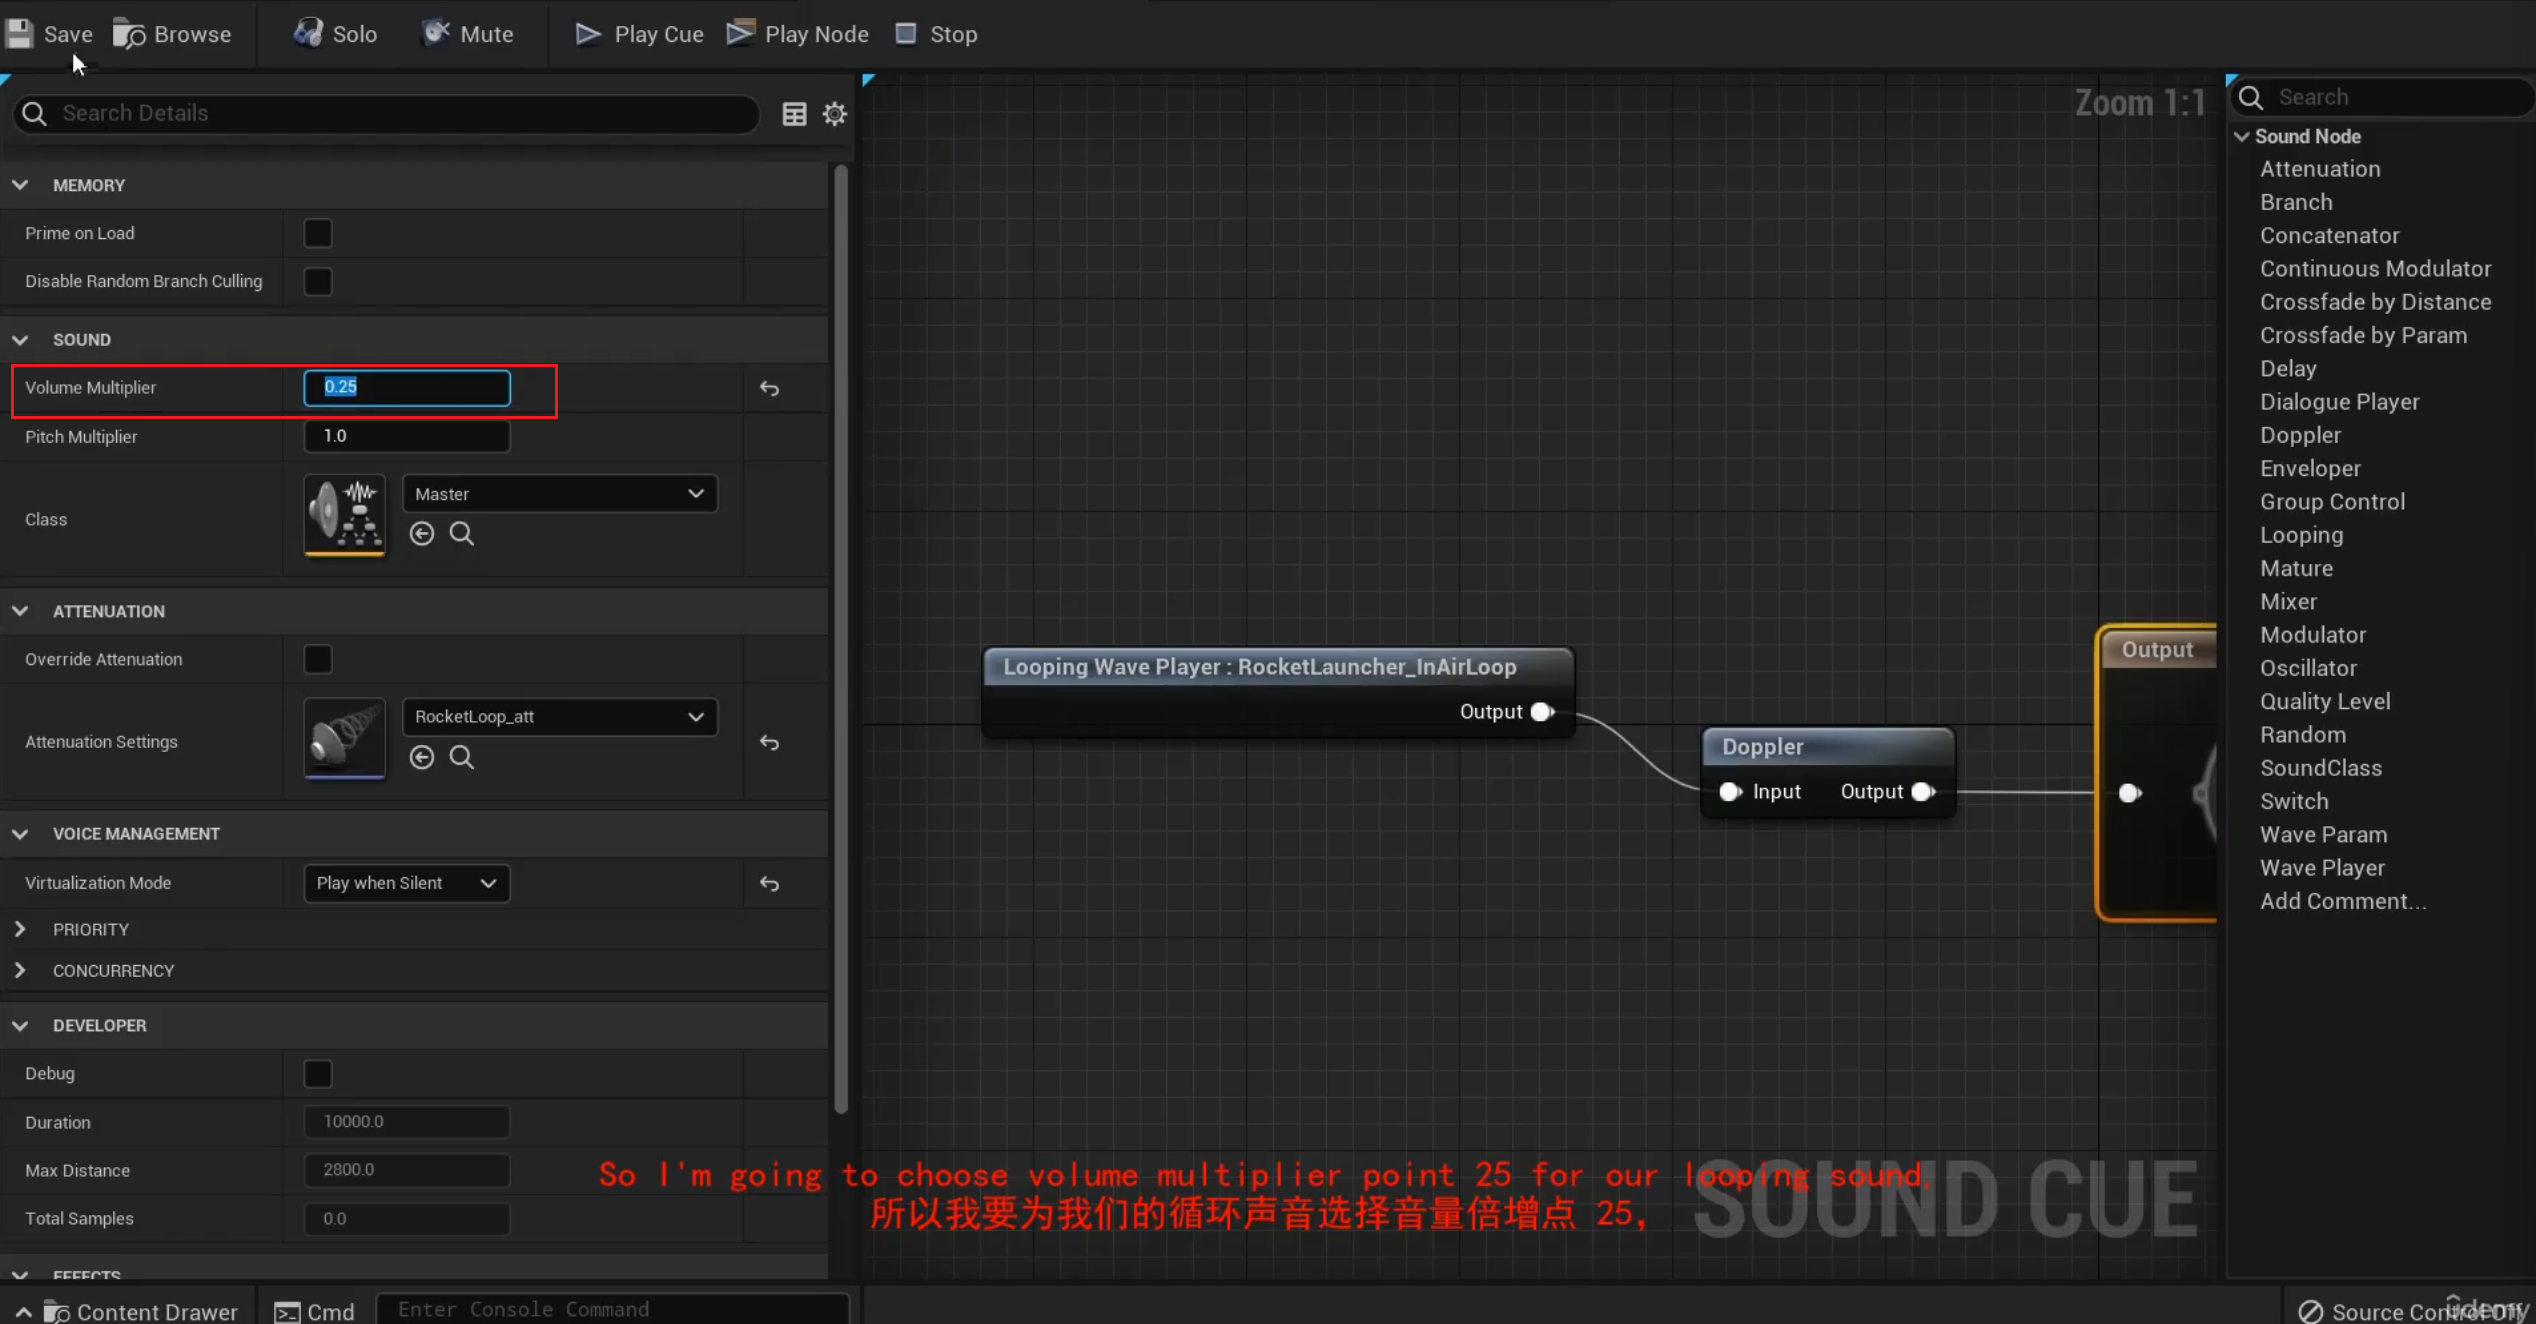 Save Browse Solo Mute Play Cue Play Node Stop
Search Details
MEMORY
Prime on Load
Disable Random Branch Culling
SOUND
Volume Multiplier 0.25
Pitch Multiplier 1.0
Class Master
ATTENUATION
Override Attenuation
Attenuation Settings RocketLoop_att
VOICE MANAGEMENT
Virtualization Mode Play when Silent
PRIORITY
CONCURRENCY
DEVELOPER
Debug
Duration 10000.0
Max Distance 2800.0
Total Samples 0.0
EFFECTS
Zoom 1:1
Looping Wave Player : RocketLauncher_InAirLoop
Output
Doppler
Input Output
Output
SOUND CUE
So I'm going to choose volume multiplier point 25 for our looping sound,
所以我要为我们的循环声音选择音量倍增点 25,
Search
Sound Node
Attenuation
Branch
Concatenator
Continuous Modulator
Crossfade by Distance
Crossfade by Param
Delay
Dialogue Player
Doppler
Enveloper
Group Control
Looping
Mature
Mixer
Modulator
Oscillator
Quality Level
Random
SoundClass
Switch
Wave Param
Wave Player
Add Comment...
Content Drawer Cmd Enter Console Command Source Control Off
udemy